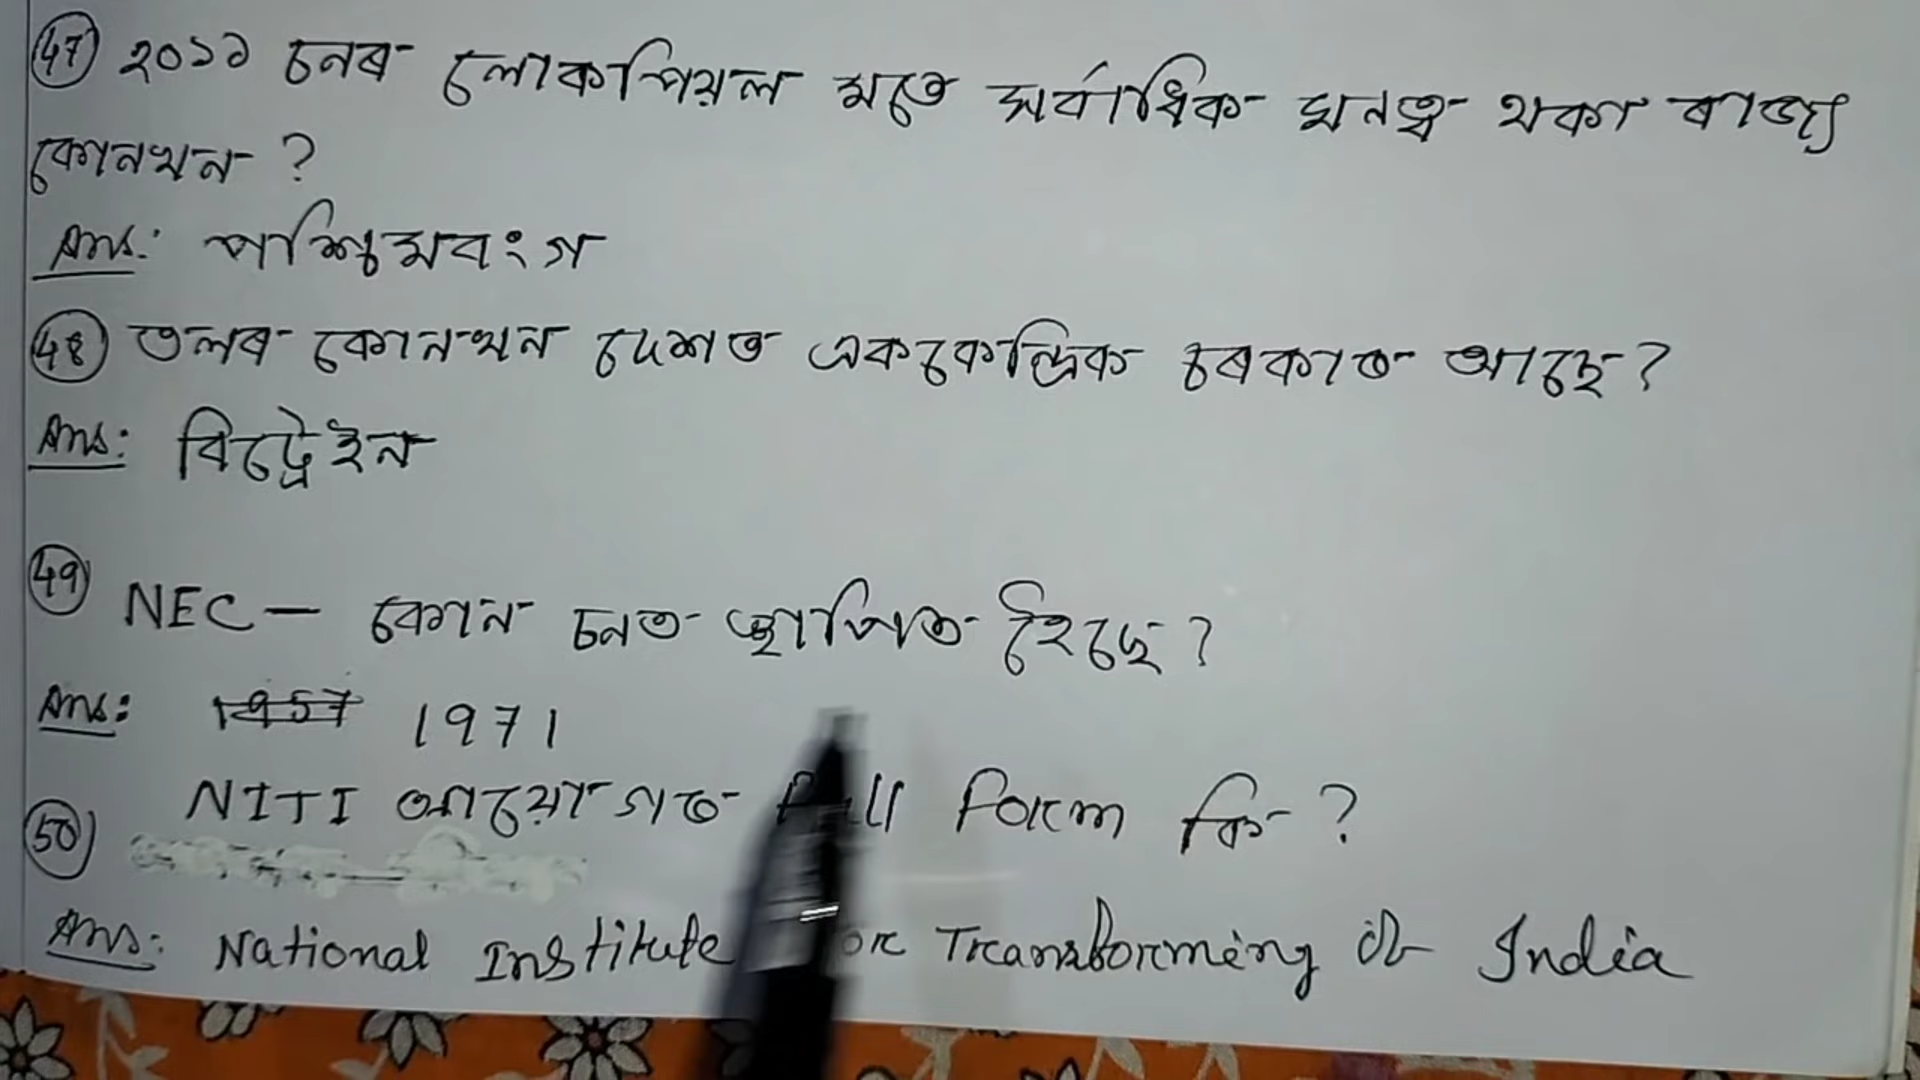 47 ২০১১ চনৰ লোকপিয়ল মতে সৰ্বাধিক ঘনত্ব থকা ৰাজ্য
কোনখন ?
Ans: পশ্চিমবংগ
48 তলৰ কোনখন দেশত এককেন্দ্ৰিক চৰকাৰ আছে ?
Ans: ব্ৰিটেইন
49 NEC — কোন চনত স্থাপিত হৈছে ?
Ans: 1957 1971
50 NITI আয়োগত Full Form কি ?
Ans: National Institute for Transforming of India